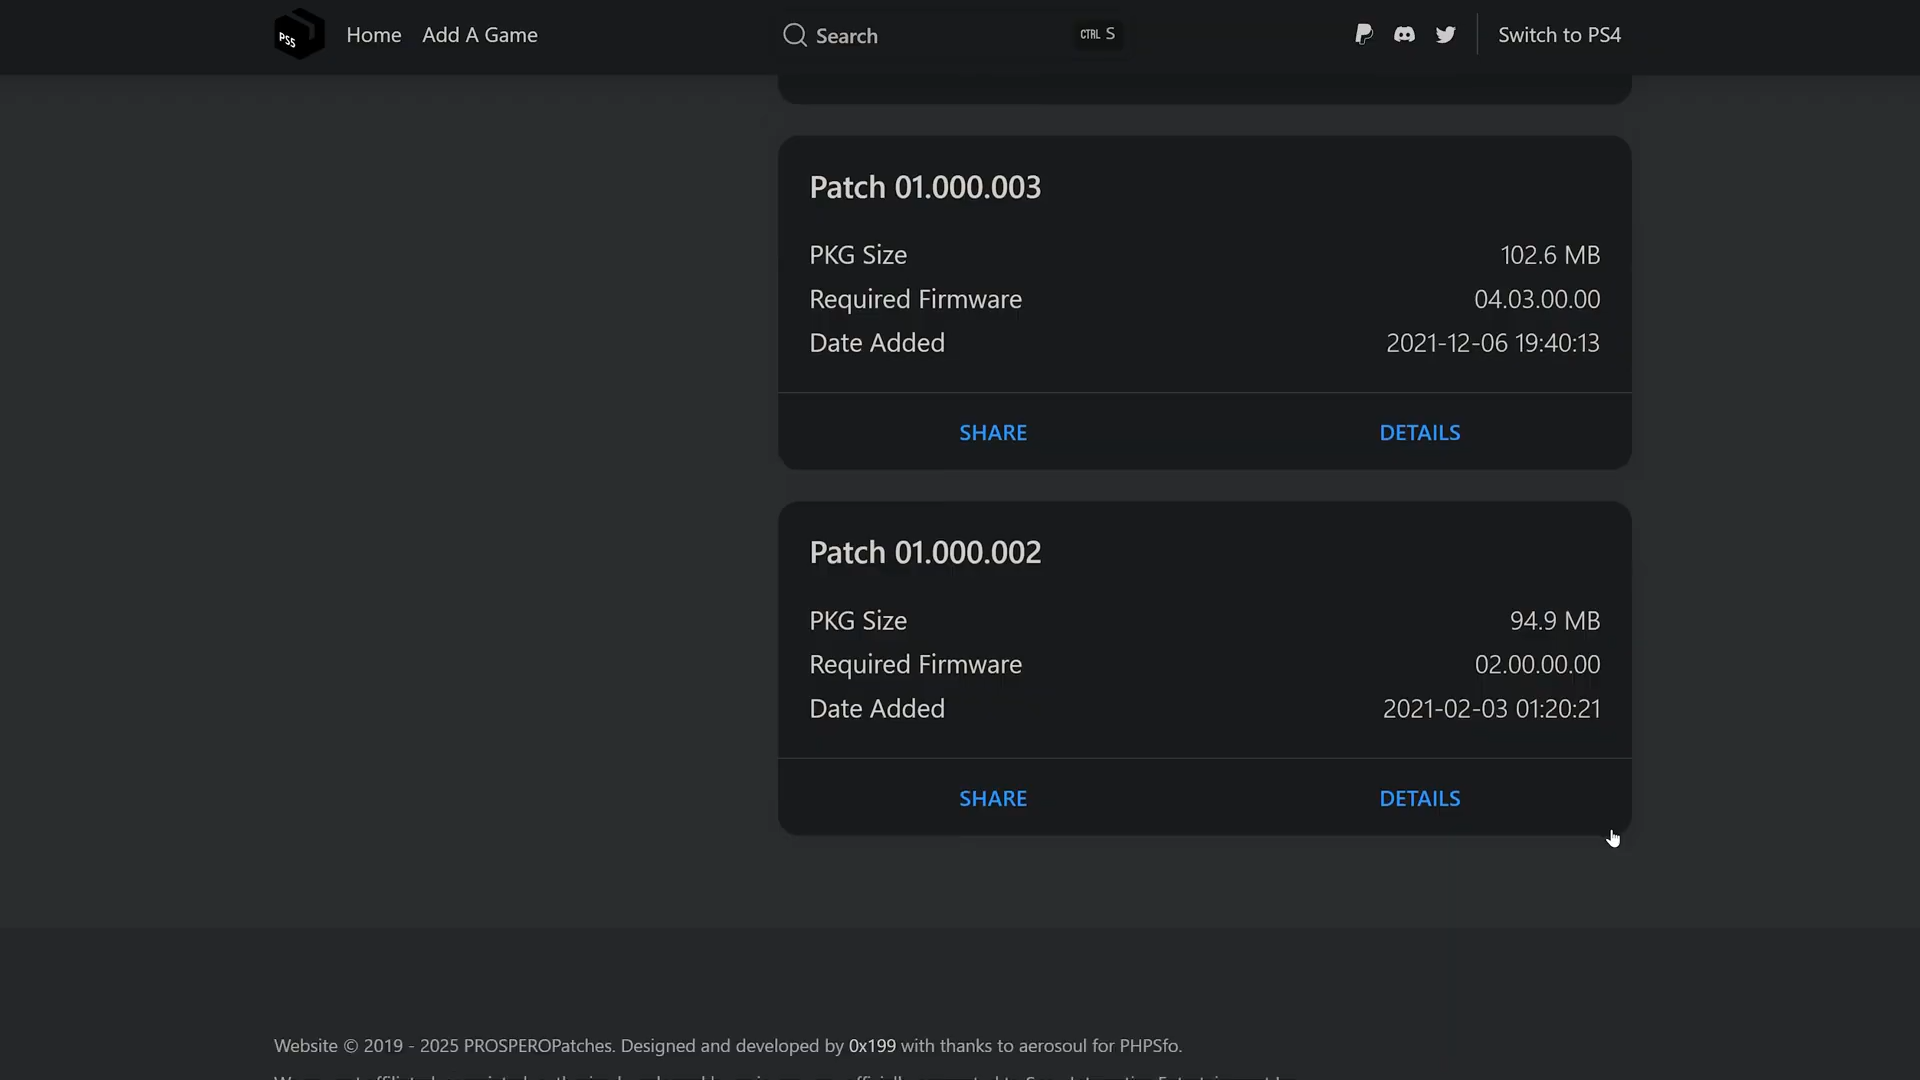 PS5
Home
Add A Game
Search
CTRL S
Switch to PS4
Patch 01.000.003
PKG Size
102.6 MB
Required Firmware
04.03.00.00
Date Added
2021-12-06 19:40:13
SHARE
DETAILS
Patch 01.000.002
PKG Size
94.9 MB
Required Firmware
02.00.00.00
Date Added
2021-02-03 01:20:21
SHARE
DETAILS
Website © 2019 - 2025 PROSPEROPatches. Designed and developed by 0x199 with thanks to aerosoul for PHPSfo.